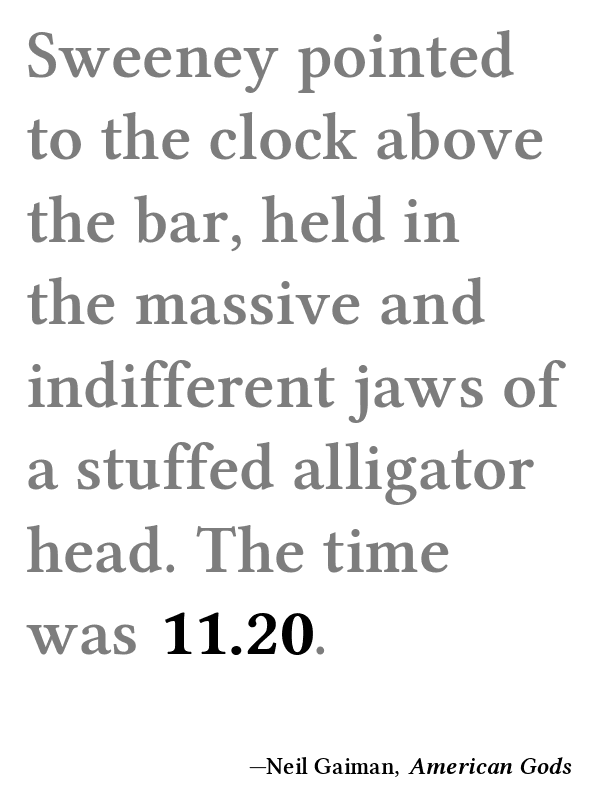 Sweeney pointed
to the clock above
the bar, held in
the massive and
indifferent jaws of
a stuffed alligator
head. The time
was 11.20.
—Neil Gaiman, American Gods